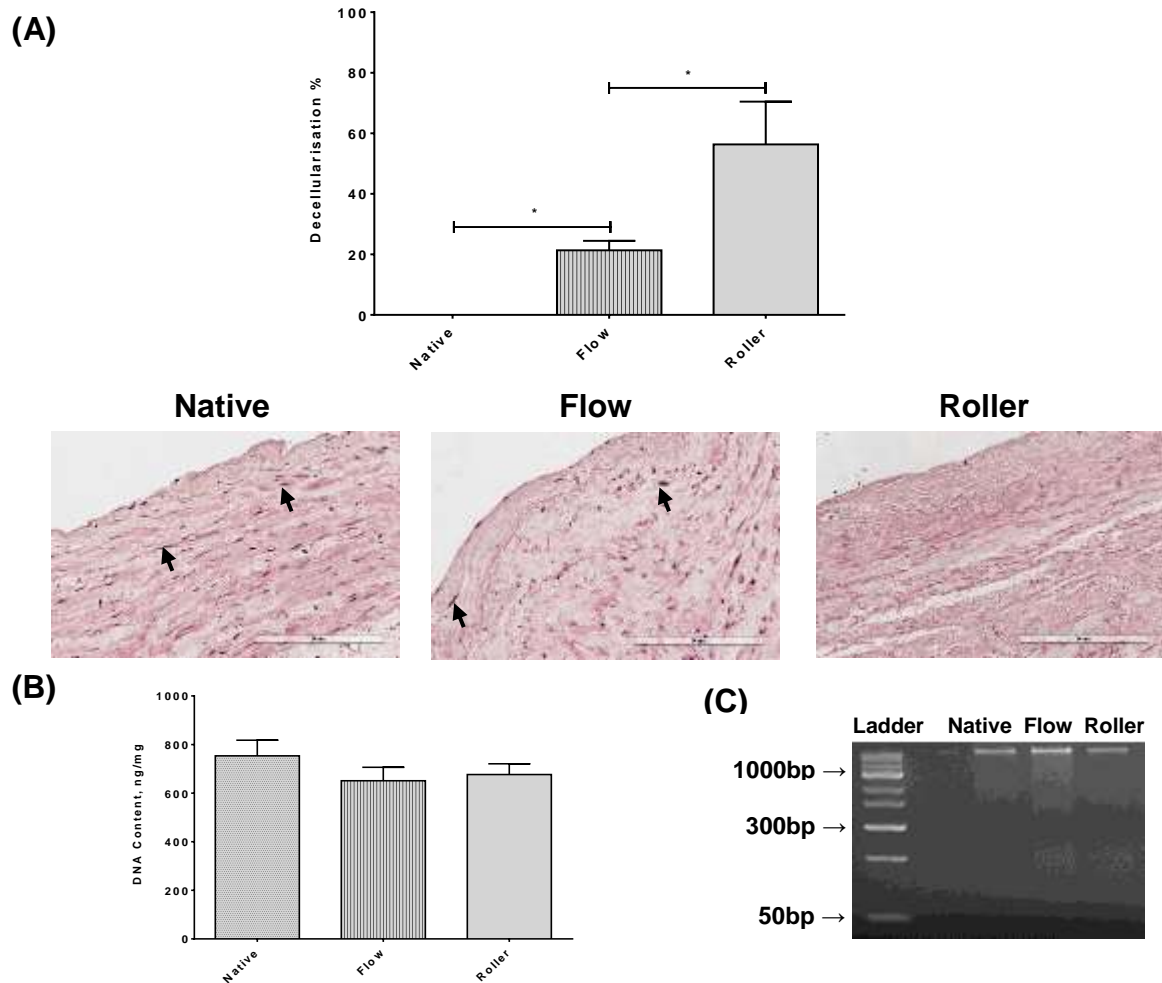 (A)
Decellularisation %
100
80
60
40
20
0
*
*
Native
Flow
Roller
Native Flow Roller
(B)
DNA Content, ng/mg
1000
800
600
400
200
0
Native
Flow
Roller
(C)
Ladder Native Flow Roller
1000bp →
300bp →
50bp →